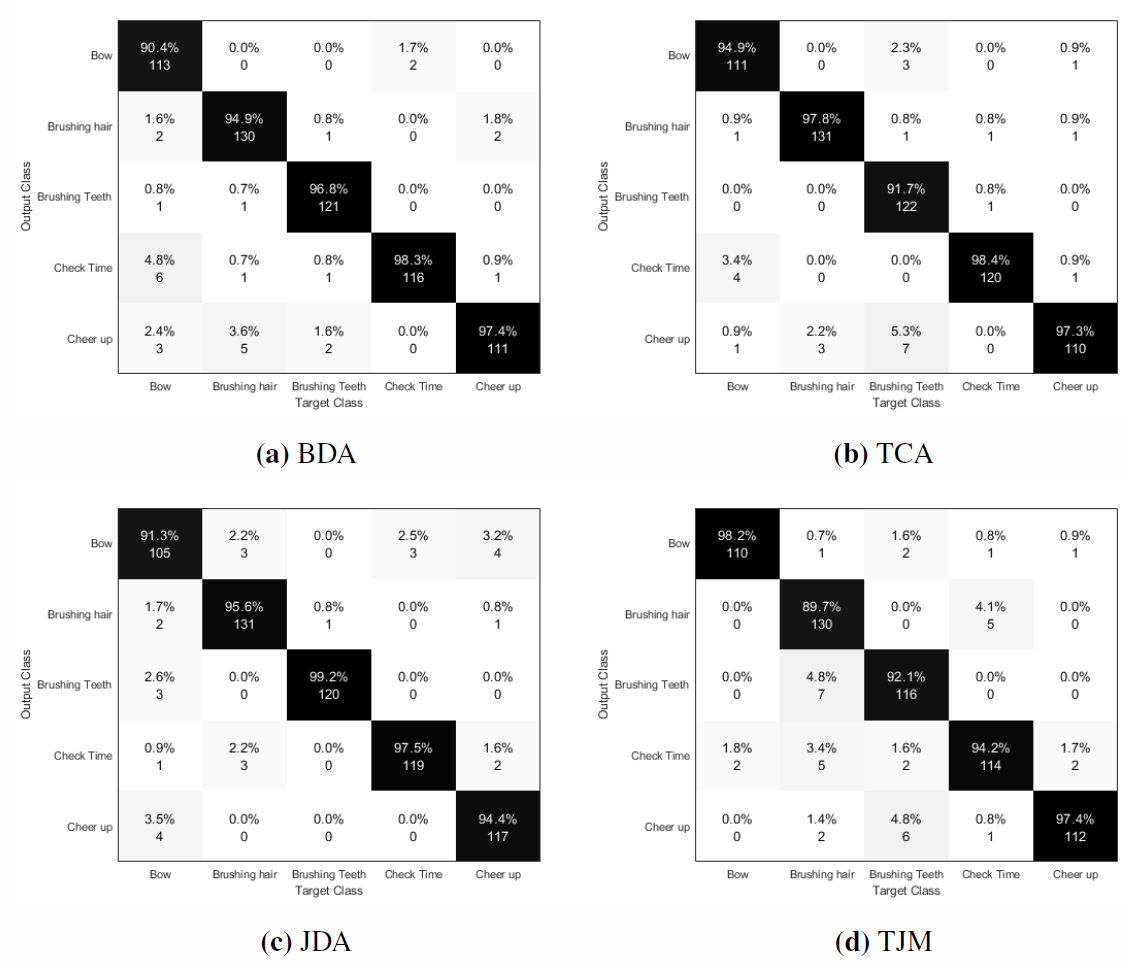 Output Class
Bow
90.4% 0.0% 0.0% 1.7% 0.0%
113 0 0 2 0
Brushing hair
1.6% 94.9% 0.8% 0.0% 1.8%
2 130 1 0 2
Brushing Teeth
0.8% 0.7% 96.8% 0.0% 0.0%
1 1 121 0 0
Check Time
4.8% 0.7% 0.8% 98.3% 0.9%
6 1 1 116 1
Cheer up
2.4% 3.6% 1.6% 0.0% 97.4%
3 5 2 0 111
Bow Brushing hair Brushing Teeth Check Time Cheer up
Target Class
(a) BDA
Output Class
Bow
94.9% 0.0% 2.3% 0.0% 0.9%
111 0 3 0 1
Brushing hair
0.9% 97.8% 0.8% 0.8% 0.9%
1 131 1 1 1
Brushing Teeth
0.0% 0.0% 91.7% 0.8% 0.0%
0 0 122 1 0
Check Time
3.4% 0.0% 0.0% 98.4% 0.9%
4 0 0 120 1
Cheer up
0.9% 2.2% 5.3% 0.0% 97.3%
1 3 7 0 110
Bow Brushing hair Brushing Teeth Check Time Cheer up
Target Class
(b) TCA
Output Class
Bow
91.3% 2.2% 0.0% 2.5% 3.2%
105 3 0 3 4
Brushing hair
1.7% 95.6% 0.8% 0.0% 0.8%
2 131 1 0 1
Brushing Teeth
2.6% 0.0% 99.2% 0.0% 0.0%
3 0 120 0 0
Check Time
0.9% 2.2% 0.0% 97.5% 1.6%
1 3 0 119 2
Cheer up
3.5% 0.0% 0.0% 0.0% 94.4%
4 0 0 0 117
Bow Brushing hair Brushing Teeth Check Time Cheer up
Target Class
(c) JDA
Output Class
Bow
98.2% 0.7% 1.6% 0.8% 0.9%
110 1 2 1 1
Brushing hair
0.0% 89.7% 0.0% 4.1% 0.0%
0 130 0 5 0
Brushing Teeth
0.0% 4.8% 92.1% 0.0% 0.0%
0 7 116 0 0
Check Time
1.8% 3.4% 1.6% 94.2% 1.7%
2 5 2 114 2
Cheer up
0.0% 1.4% 4.8% 0.8% 97.4%
0 2 6 1 112
Bow Brushing hair Brushing Teeth Check Time Cheer up
Target Class
(d) TJM